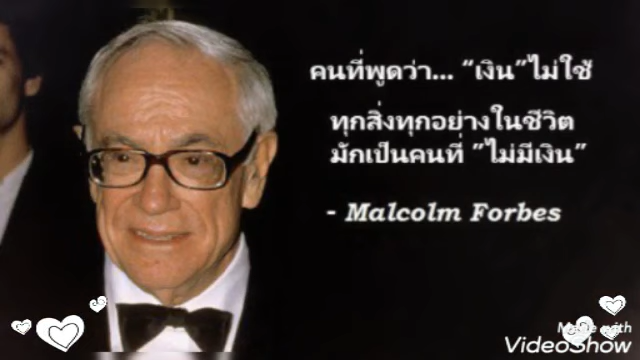 คนที่พูดว่า... "เงิน"ไม่ใช้
ทุกสิ่งทุกอย่างในชีวิต
มักเป็นคนที่ "ไม่มีเงิน"
- Malcolm Forbes
Made with
VideoShow